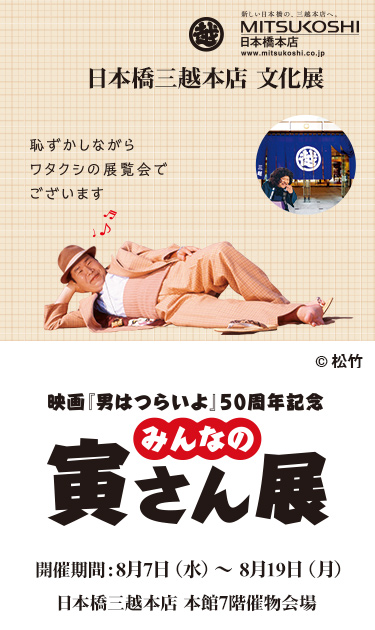 新しい日本橋の、三越本店へ。
越 MITSUKOSHI
日本橋本店
www.mitsukoshi.co.jp
日本橋三越本店 文化展
恥ずかしながら
ワタクシの展覧会で
ございます
越
© 松竹
映画『男はつらいよ』50周年記念
みんなの
寅さん展
開催期間：8月7日（水）〜 8月19日（月）
日本橋三越本店 本館7階催物会場